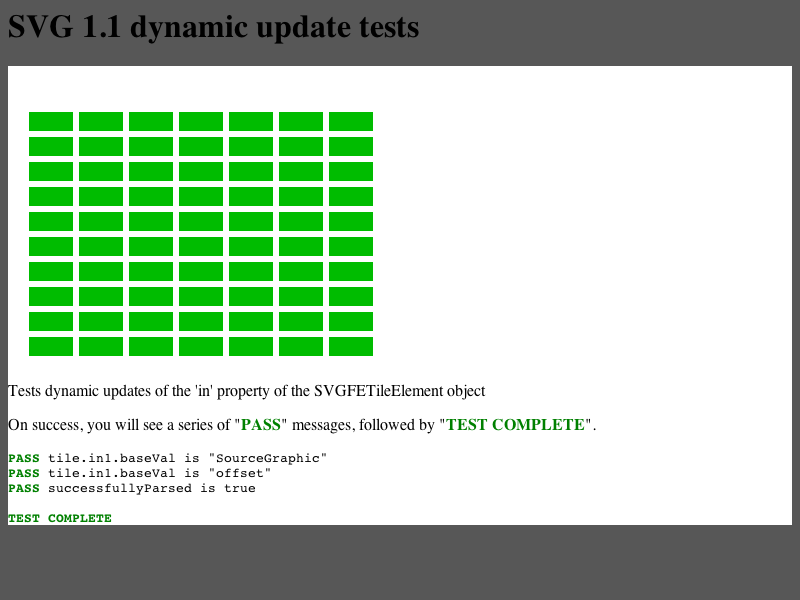 SVG 1.1 dynamic update tests
Tests dynamic updates of the 'in' property of the SVGFETileElement object
On success, you will see a series of "PASS" messages, followed by "TEST COMPLETE".
PASS tile.in1.baseVal is "SourceGraphic"
PASS tile.in1.baseVal is "offset"
PASS successfullyParsed is true
TEST COMPLETE